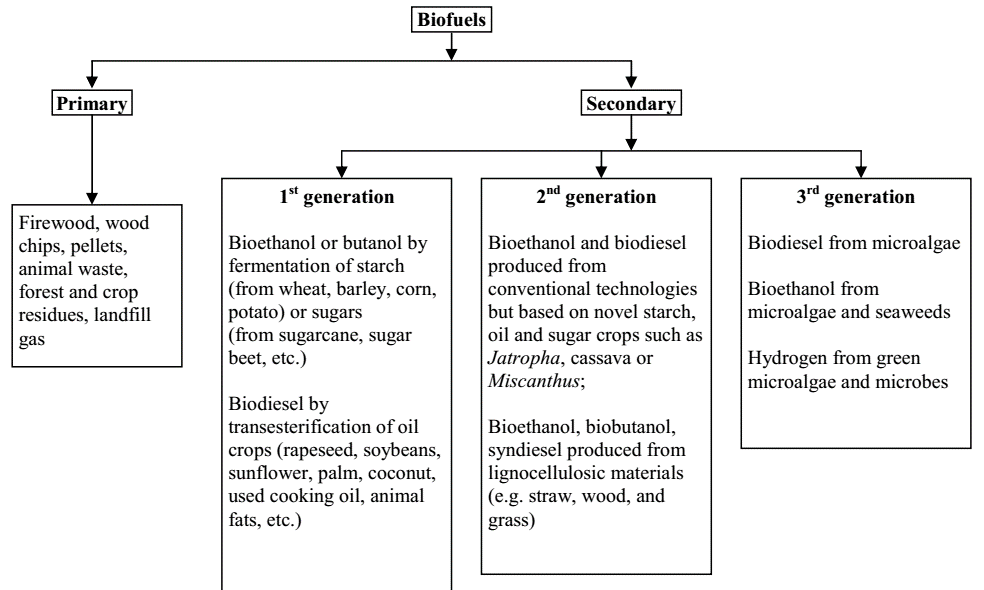 Biofuels
Primary
Secondary
Firewood, wood
chips, pellets,
animal waste,
forest and crop
residues, landfill
gas
1st generation
Bioethanol or butanol by
fermentation of starch
(from wheat, barley, corn,
potato) or sugars
(from sugarcane, sugar
beet, etc.)
Biodiesel by
transesterification of oil
crops (rapeseed, soybeans,
sunflower, palm, coconut,
used cooking oil, animal
fats, etc.)
2nd generation
Bioethanol and biodiesel
produced from
conventional technologies
but based on novel starch,
oil and sugar crops such as
Jatropha, cassava or
Miscanthus;
Bioethanol, biobutanol,
syndiesel produced from
lignocellulosic materials
(e.g. straw, wood, and
grass)
3rd generation
Biodiesel from microalgae
Bioethanol from
microalgae and seaweeds
Hydrogen from green
microalgae and microbes